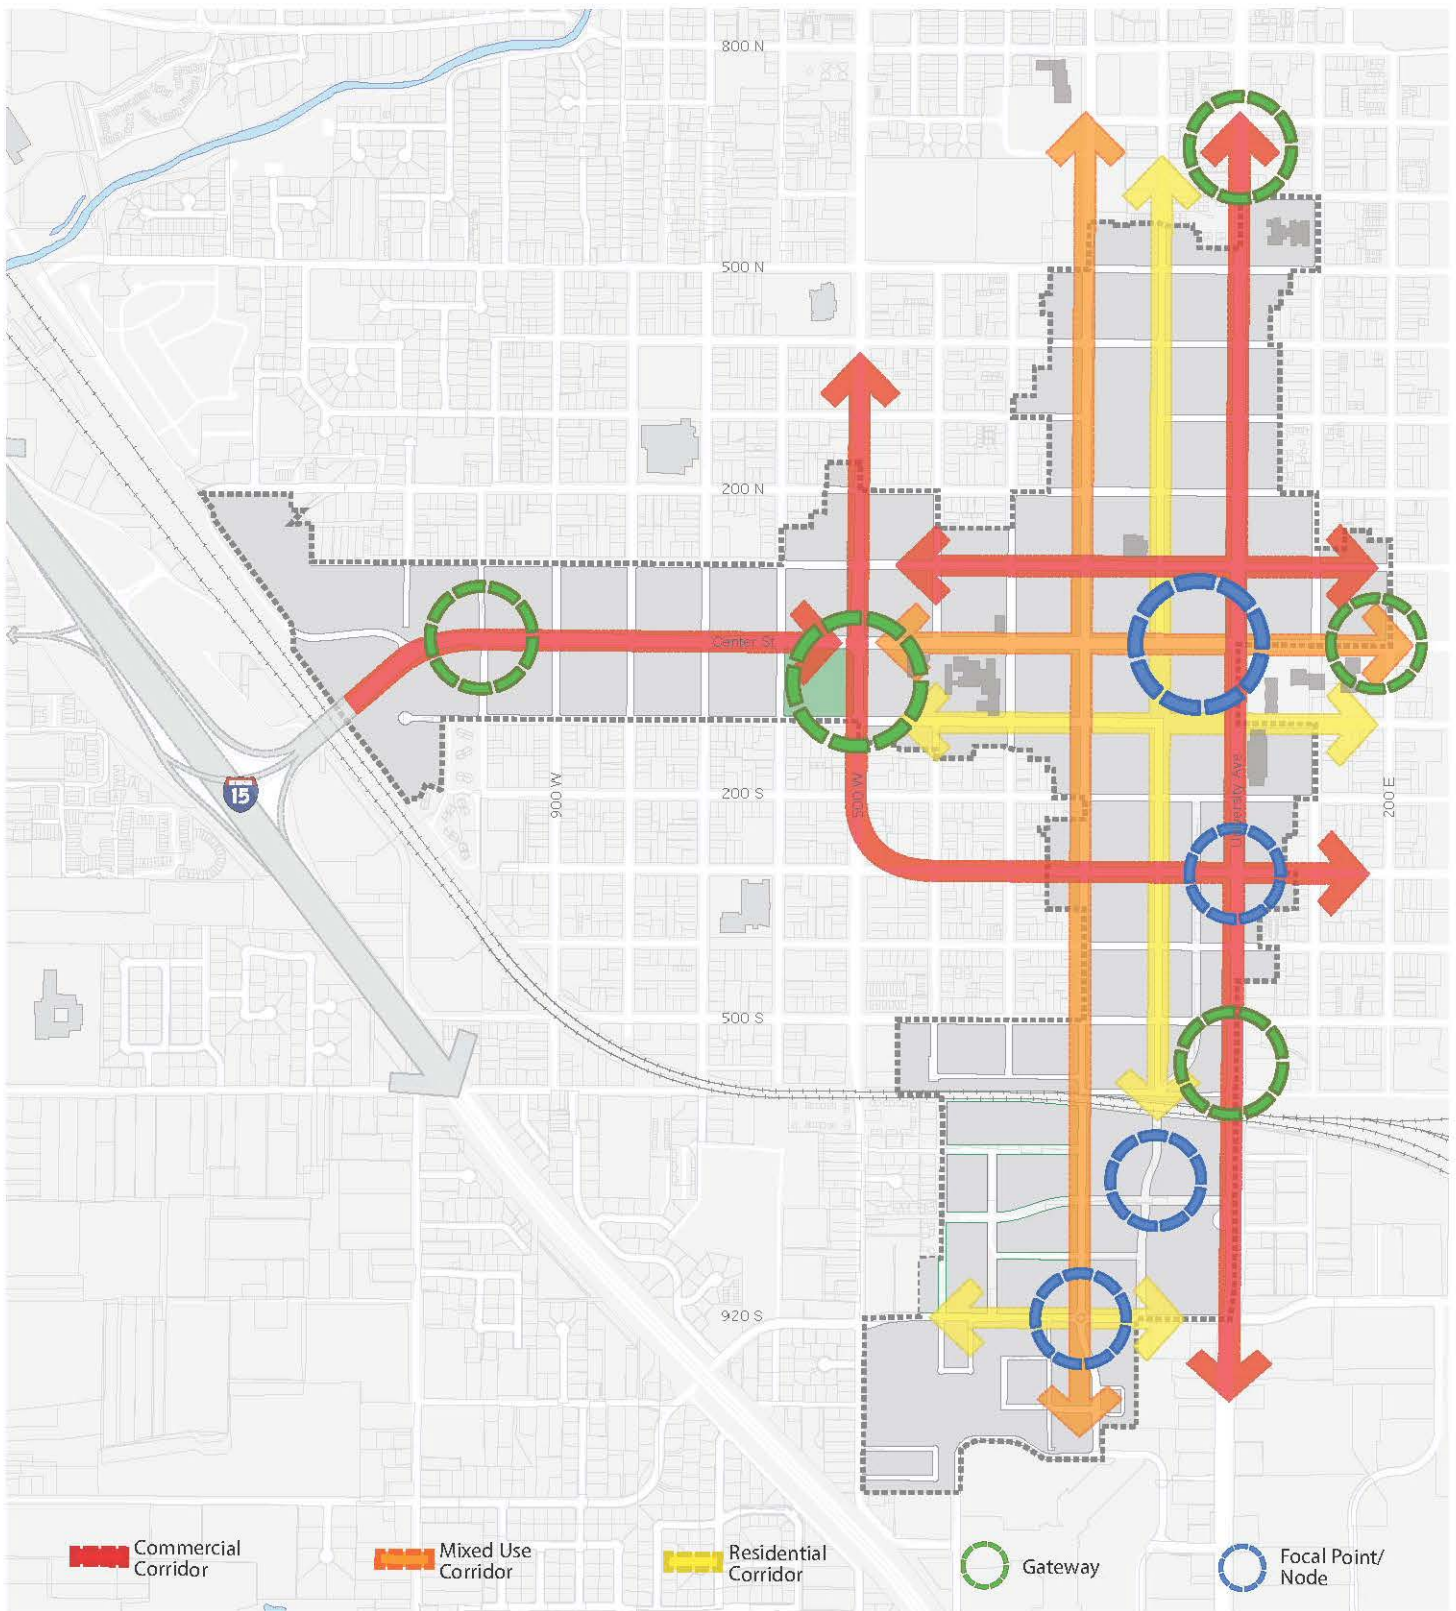 800 N
500 N
200 N
Center St
900 W
200 S
500 W
University Ave
200 E
15
500 S
920 S
Commercial
Corridor
Mixed Use
Corridor
Residential
Corridor
Gateway
Focal Point/
Node